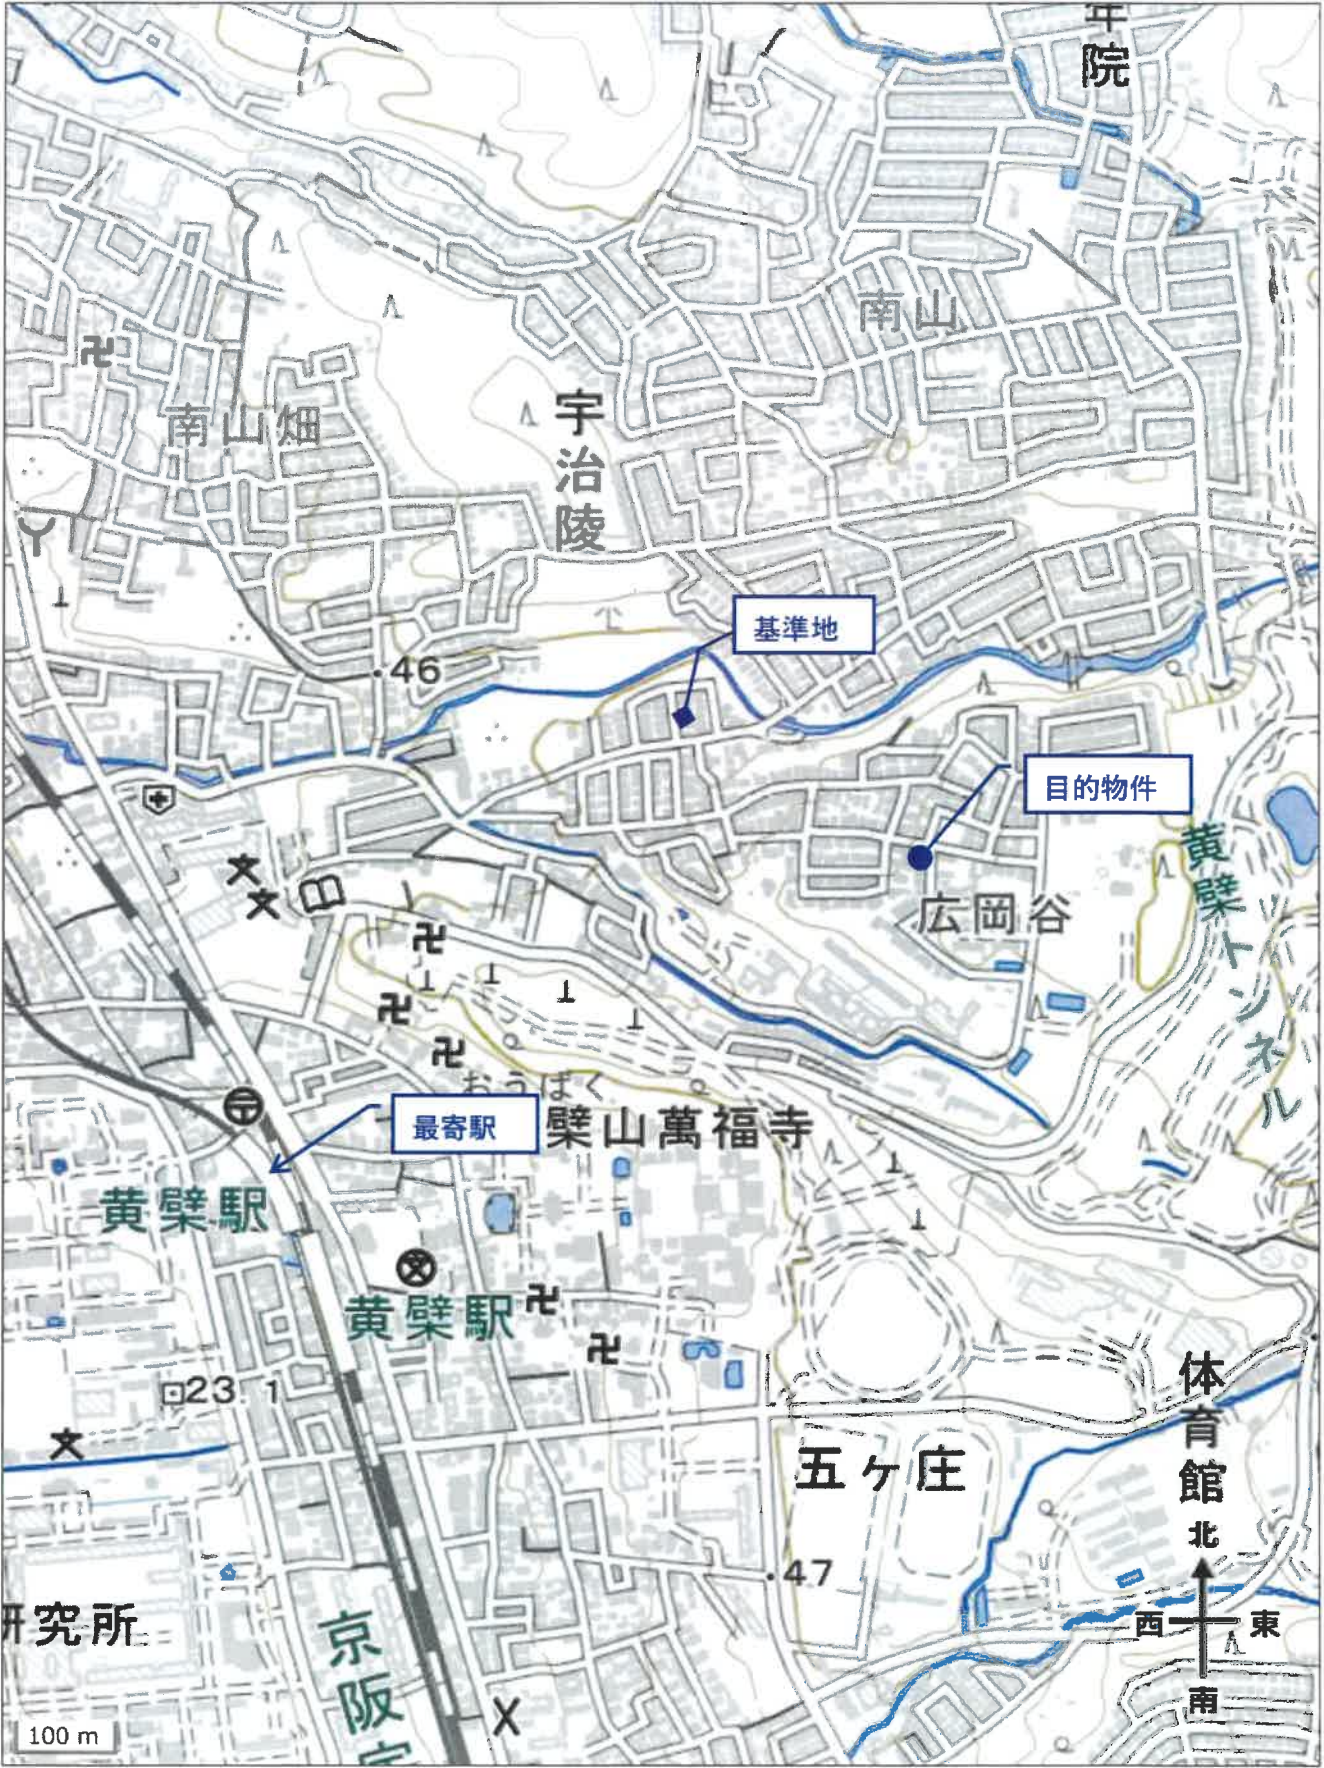 年院
南山
南山畑
宇治陵
基準地
・46
目的物件
黄檗トンネル
広岡谷
おうばく
最寄駅
檗山萬福寺
黄檗駅
黄檗駅
23.1
体育館
五ケ庄
北
・47
西
東
南
究所
京阪
100 m